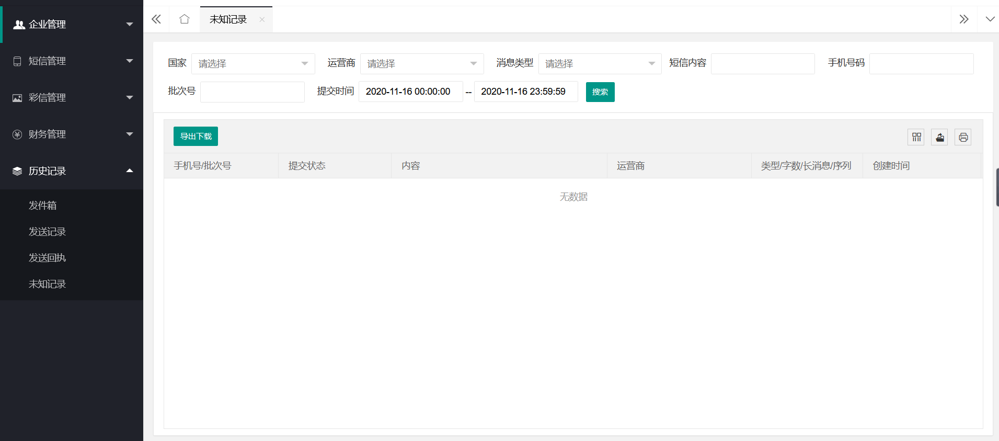 企业管理
短信管理
彩信管理
财务管理
历史记录
发件箱
发送记录
发送回执
未知记录
未知记录
国家 请选择 运营商 请选择 消息类型 请选择 短信内容 手机号码
批次号 提交时间 2020-11-16 00:00:00 -- 2020-11-16 23:59:59 搜索
导出下载
手机号/批次号 提交状态 内容 运营商 类型/字数/长消息/序列 创建时间
无数据